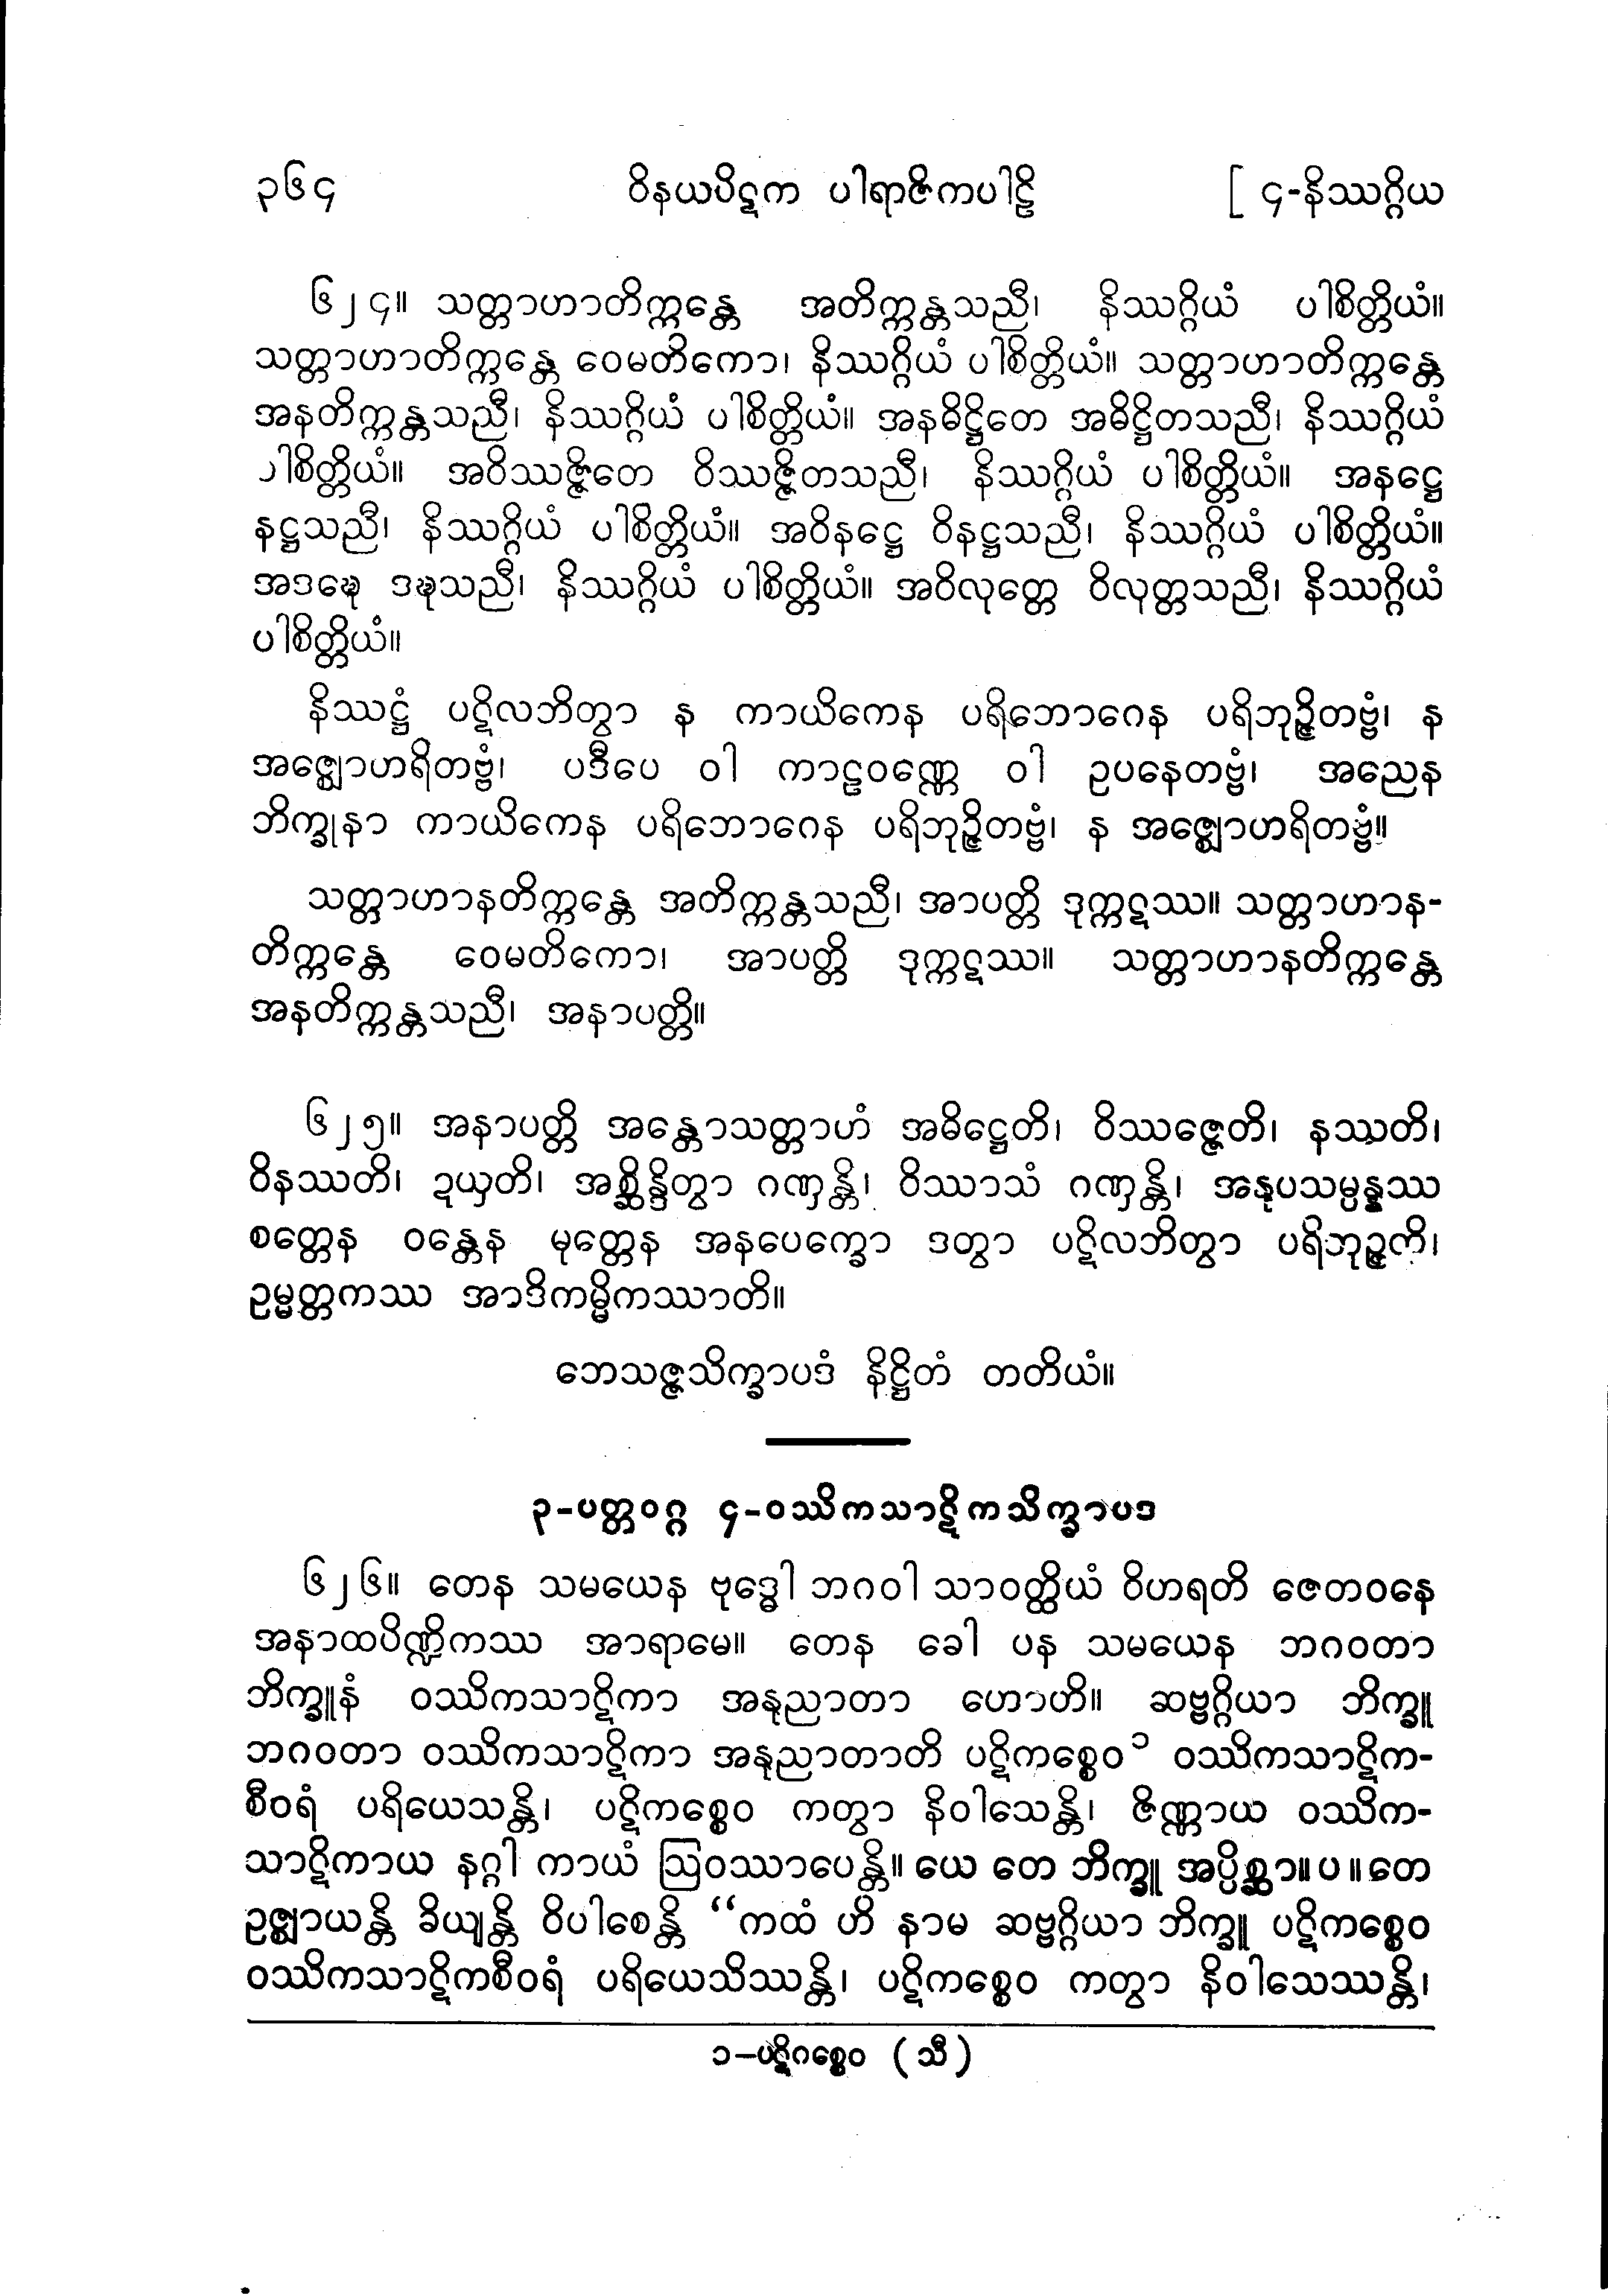 ၃၆၄ ဝိနယပိဋက ပါရာဇိကပါဠိ [ ၄-နိဿဂ္ဂိယ
၆၂၄။ သတ္တာဟာတိက္ကန္တေ အတိက္ကန္တသညီ၊ နိဿဂ္ဂိယံ ပါစိတ္တိယံ။
သတ္တာဟာတိက္ကန္တေ ဝေမတိကော၊ နိဿဂ္ဂိယံ ပါစိတ္တိယံ။ သတ္တာဟာတိက္ကန္တေ
အနတိက္ကန္တသညီ၊ နိဿဂ္ဂိယံ ပါစိတ္တိယံ။ အနဓိဋ္ဌိတေ အဓိဋ္ဌိတသညီ၊ နိဿဂ္ဂိယံ
ပါစိတ္တိယံ။ အဝိဿဇ္ဇိတေ ဝိဿဇ္ဇိတသညီ၊ နိဿဂ္ဂိယံ ပါစိတ္တိယံ။ အနဋ္ဌေ
နဋ္ဌသညီ၊ နိဿဂ္ဂိယံ ပါစိတ္တိယံ။ အဝိနဋ္ဌေ ဝိနဋ္ဌသညီ၊ နိဿဂ္ဂိယံ ပါစိတ္တိယံ။
အဒဍ္ဎေ ဒဍ္ဎသညီ၊ နိဿဂ္ဂိယံ ပါစိတ္တိယံ။ အဝိလုတ္တေ ဝိလုတ္တသညီ၊ နိဿဂ္ဂိယံ
ပါစိတ္တိယံ။
နိဿဋ္ဌံ ပဋိလဘိတွာ န ကာယိကေန ပရိဘောဂေန ပရိဘုဉ္ဇိတဗ္ဗံ၊ န
အဇ္ဈောဟရိတဗ္ဗံ၊ ပဒီပေ ဝါ ကာဠဝဏ္ဏေ ဝါ ဥပနေတဗ္ဗံ၊ အညေန
ဘိက္ခုနာ ကာယိကေန ပရိဘောဂေန ပရိဘုဉ္ဇိတဗ္ဗံ၊ န အဇ္ဈောဟရိတဗ္ဗံ။
သတ္တာဟာနတိက္ကန္တေ အတိက္ကန္တသညီ၊ အာပတ္တိ ဒုက္ကဋဿ။ သတ္တာဟာန-
တိက္ကန္တေ ဝေမတိကော၊ အာပတ္တိ ဒုက္ကဋဿ။ သတ္တာဟာနတိက္ကန္တေ
အနတိက္ကန္တသညီ၊ အနာပတ္တိ။
၆၂၅။ အနာပတ္တိ အန္တောသတ္တာဟံ အဓိဋ္ဌေတိ၊ ဝိဿဇ္ဇေတိ၊ နဿတိ၊
ဝိနဿတိ၊ ဍယှတိ၊ အစ္ဆိန္ဒိတွာ ဂဏှန္တိ၊ ဝိဿာသံ ဂဏှန္တိ၊ အနုပသမ္ပန္နဿ
စတ္တေန ဝန္တေန မုတ္တေန အနပေက္ခော ဒတွာ ပဋိလဘိတွာ ပရိဘုဉ္ဇတိ၊
ဥမ္မတ္တကဿ အာဒိကမ္မိကဿာတိ။
ဘေသဇ္ဇသိက္ခာပဒံ နိဋ္ဌိတံ တတိယံ။
၃-ပတ္တဝဂ္ဂ ၄-ဝဿိကသာဋိကသိက္ခာပဒ
၆၂၆။ တေန သမယေန ဗုဒ္ဓေါ ဘဂဝါ သာဝတ္ထိယံ ဝိဟရတိ ဇေတဝနေ
အနာထပိဏ္ဍိကဿ အာရာမေ။ တေန ခေါ ပန သမယေန ဘဂဝတာ
ဘိက္ခူနံ ဝဿိကသာဋိကာ အနုညာတာ ဟောတိ။ ဆဗ္ဗဂ္ဂိယာ ဘိက္ခူ
ဘဂဝတာ ဝဿိကသာဋိကာ အနုညာတာတိ ပဋိကစ္စေဝ ၁ ဝဿိကသာဋိက-
စီဝရံ ပရိယေသန္တိ၊ ပဋိကစ္စေဝ ကတွာ နိဝါသေန္တိ၊ ဇိဏ္ဏာယ ဝဿိက-
သာဋိကာယ နဂ္ဂါ ကာယံ ဩဝဿာပေန္တိ။ ယေ တေ ဘိက္ခူ အပ္ပိစ္ဆာ။ ပ ။ တေ
ဥဇ္ဈာယန္တိ ခိယျန္တိ ဝိပါစေန္တိ “ကထံ ဟိ နာမ ဆဗ္ဗဂ္ဂိယာ ဘိက္ခူ ပဋိကစ္စေဝ
ဝဿိကသာဋိကစီဝရံ ပရိယေသိဿန္တိ၊ ပဋိကစ္စေဝ ကတွာ နိဝါသေဿန္တိ၊
၁−ပဋိဂစ္စေဝ (သီ)